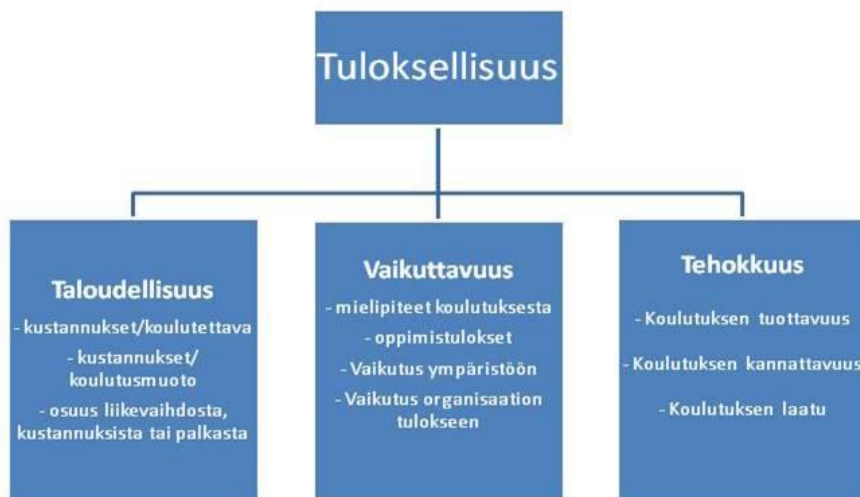 Tuloksellisuus
Taloudellisuus
- kustannukset/koulutettava
- kustannukset/
koulutusmuoto
- osuus liikevaihdosta,
kustannuksista tai palkasta
Vaikuttavuus
- mielipiteet koulutuksesta
- oppimistulokset
- Vaikutus ympäristöön
- Vaikutus organisaation
tulokseen
Tehokkuus
- Koulutuksen tuottavuus
- Koulutuksen kannattavuus
- Koulutuksen laatu